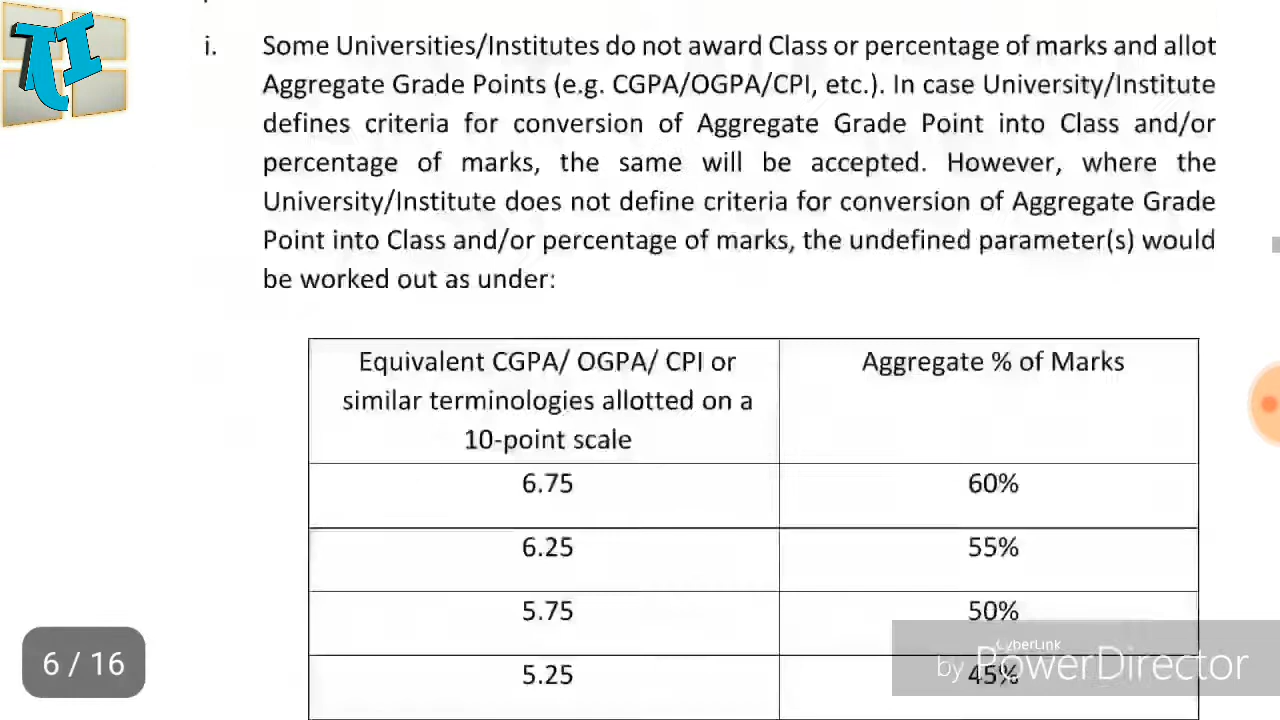 TI
i. Some Universities/Institutes do not award Class or percentage of marks and allot
Aggregate Grade Points (e.g. CGPA/OGPA/CPI, etc.). In case University/Institute
defines criteria for conversion of Aggregate Grade Point into Class and/or
percentage of marks, the same will be accepted. However, where the
University/Institute does not define criteria for conversion of Aggregate Grade
Point into Class and/or percentage of marks, the undefined parameter(s) would
be worked out as under:
Equivalent CGPA/ OGPA/ CPI or
similar terminologies allotted on a
10-point scale
Aggregate % of Marks
6.75 60%
6.25 55%
5.75 50%
5.25 45%
6 / 16
CyberLink
by PowerDirector